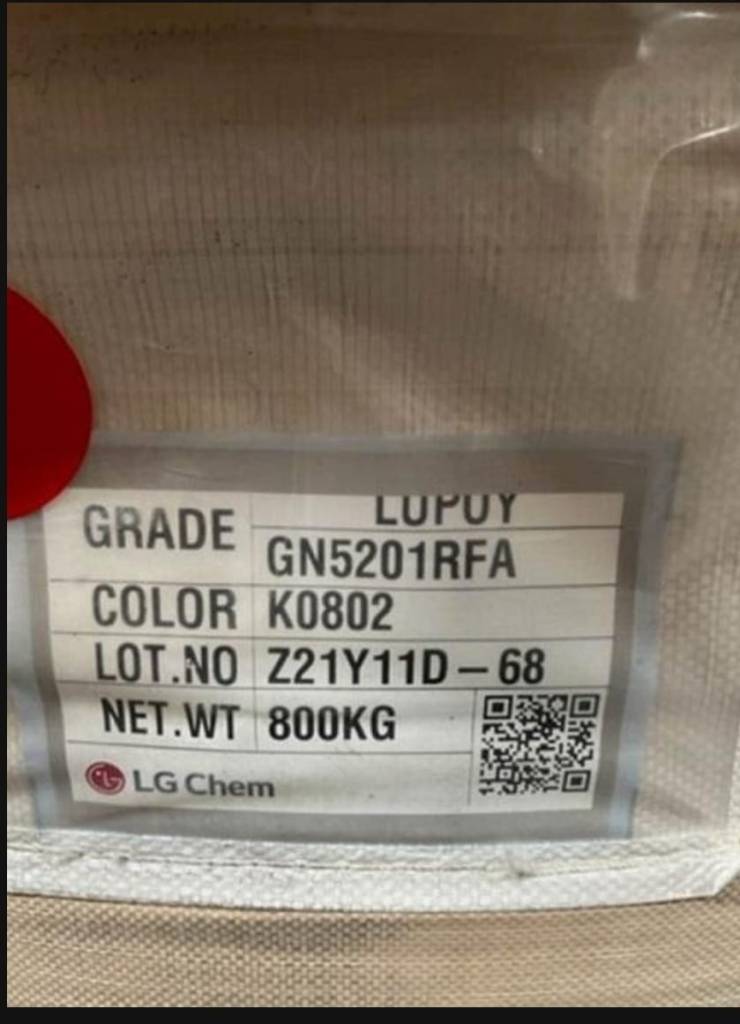 LUPOY
GRADE
GN5201RFA
COLOR K0802
LOT.NO Z21Y11D-68
NET.WT 800KG
LG Chem